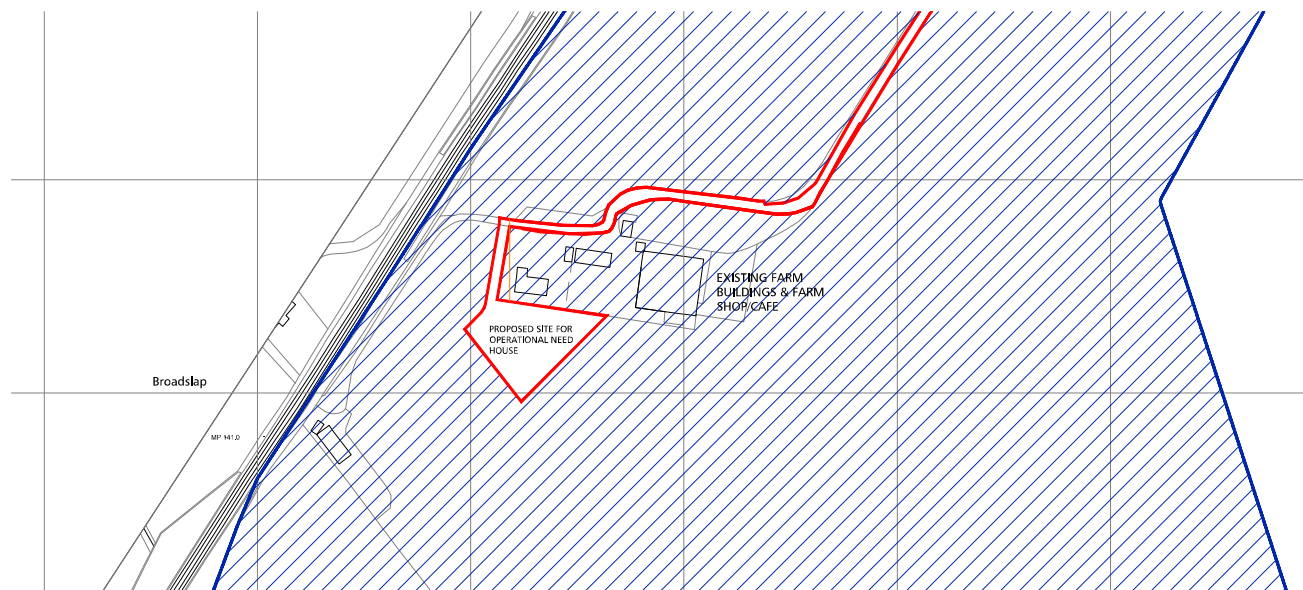 EXISTING FARM
BUILDINGS & FARM
SHOP/CAFE
PROPOSED SITE FOR
OPERATIONAL NEED
HOUSE
Broadslap
MP 141.0